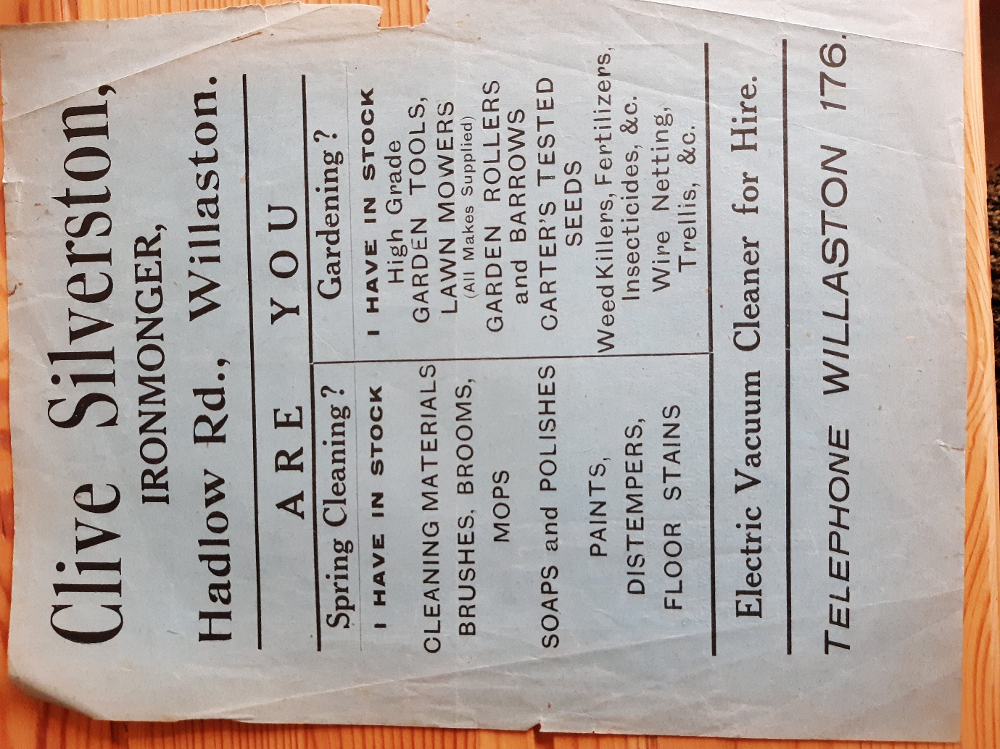 Clive Silverston,
IRONMONGER,
Hadlow Rd., Willaston.
ARE YOU
Spring Cleaning?
I HAVE IN STOCK
CLEANING MATERIALS
BRUSHES, BROOMS,
MOPS
SOAPS and POLISHES
PAINTS,
DISTEMPERS,
FLOOR STAINS
Gardening?
I HAVE IN STOCK
High Grade
GARDEN TOOLS,
LAWN MOWERS
(All Makes Supplied)
GARDEN ROLLERS
and BARROWS
CARTER'S TESTED
SEEDS
Weed Killers, Fertilizers,
Insecticides, &c.
Wire Netting,
Trellis, &c.
Electric Vacuum Cleaner for Hire.
TELEPHONE WILLASTON 176.